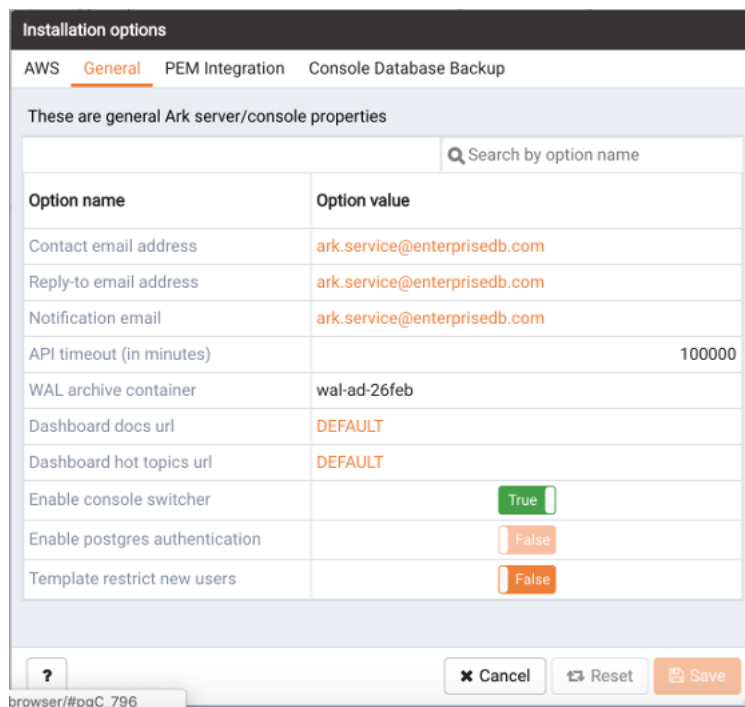 Installation options
AWS General PEM Integration Console Database Backup
These are general Ark server/console properties
Search by option name
Option name Option value
Contact email address ark.service@enterprisedb.com
Reply-to email address ark.service@enterprisedb.com
Notification email ark.service@enterprisedb.com
API timeout (in minutes) 100000
WAL archive container wal-ad-26feb
Dashboard docs url DEFAULT
Dashboard hot topics url DEFAULT
Enable console switcher True
Enable postgres authentication False
Template restrict new users False
? Cancel Reset Save
browser/#pgC_796